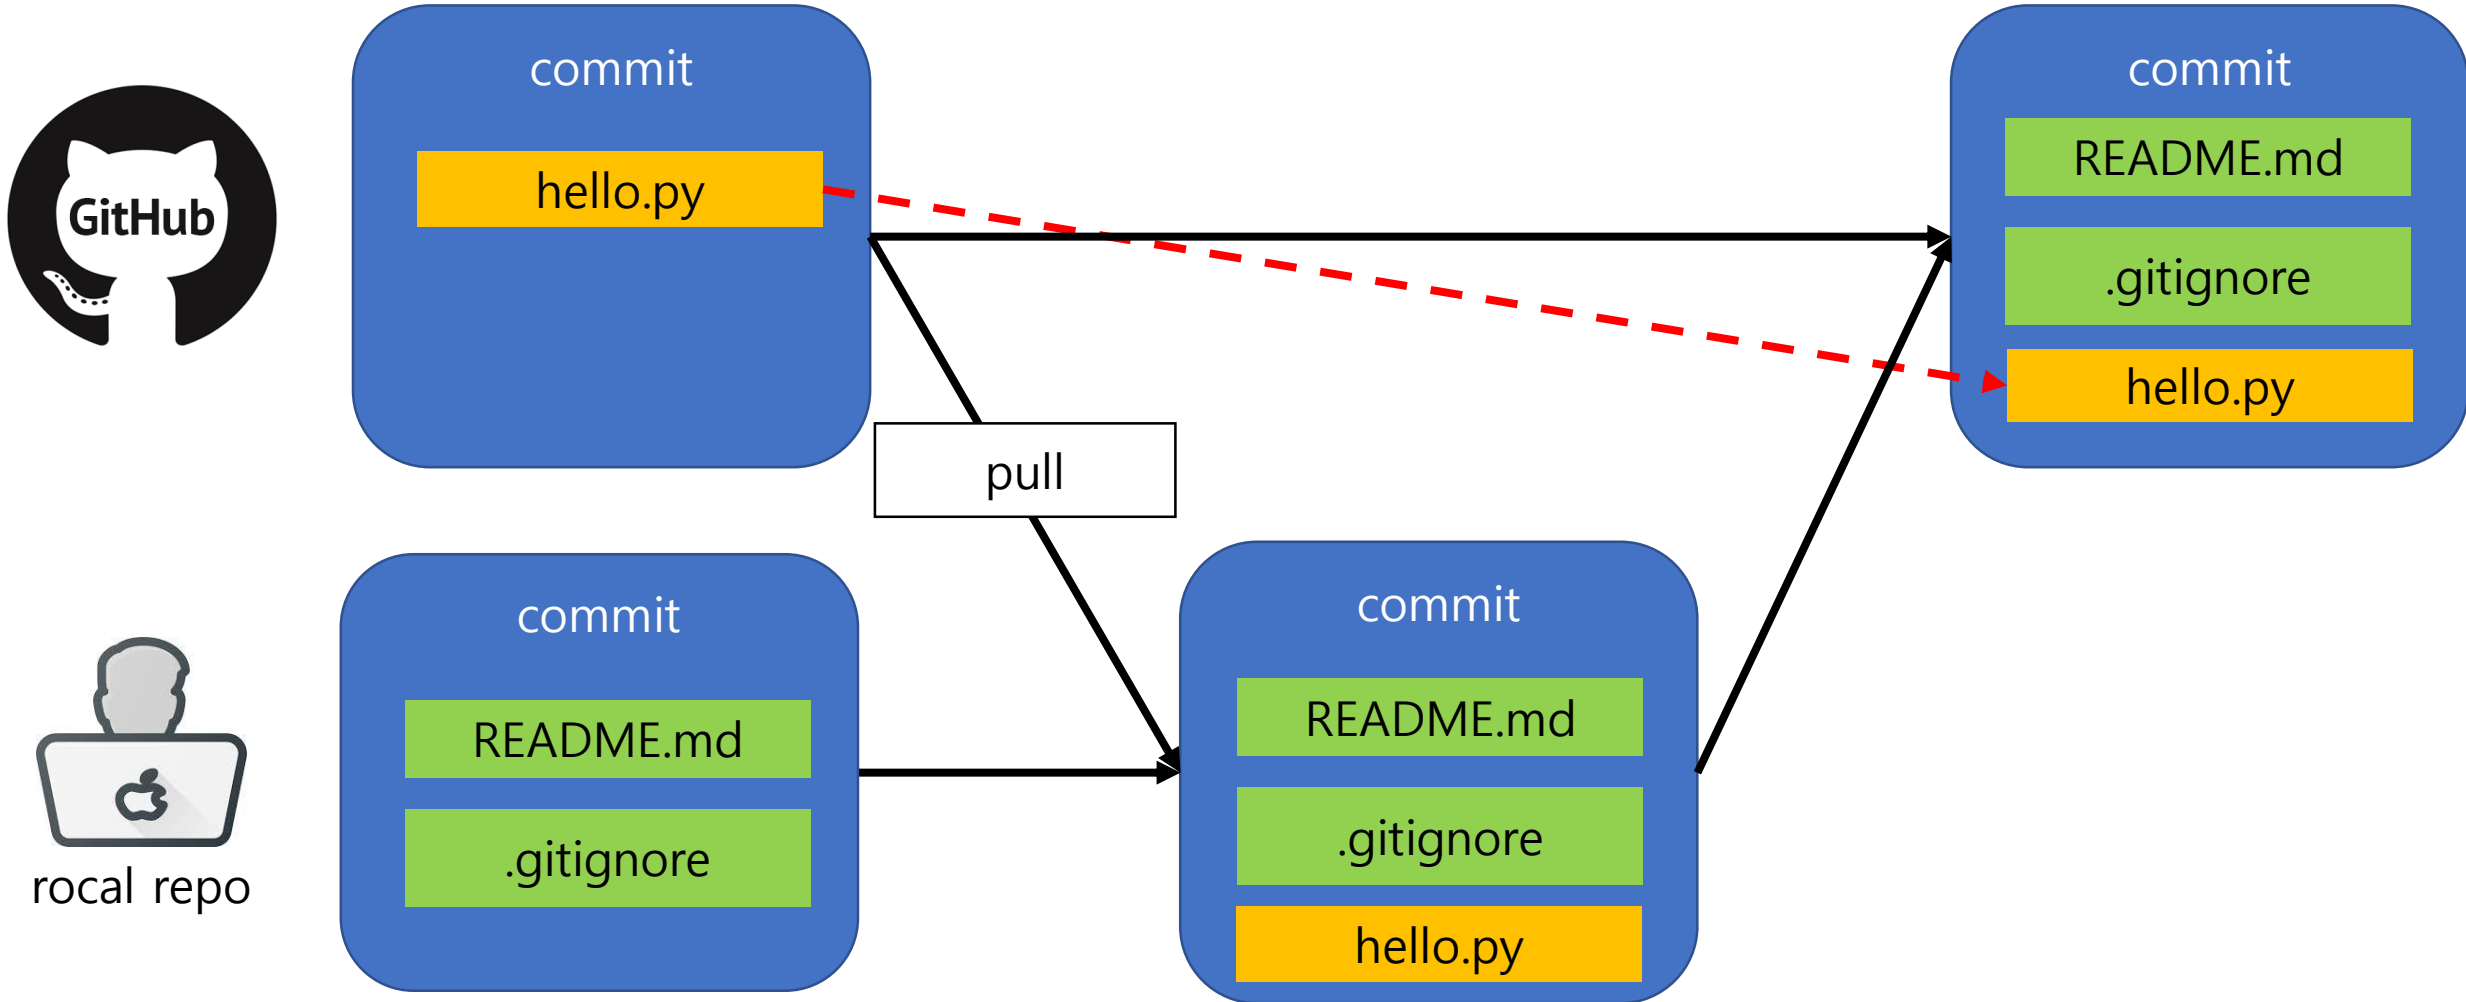 GitHub
commit
hello.py
commit
README.md
.gitignore
hello.py
pull
rocal repo
commit
README.md
.gitignore
commit
README.md
.gitignore
hello.py